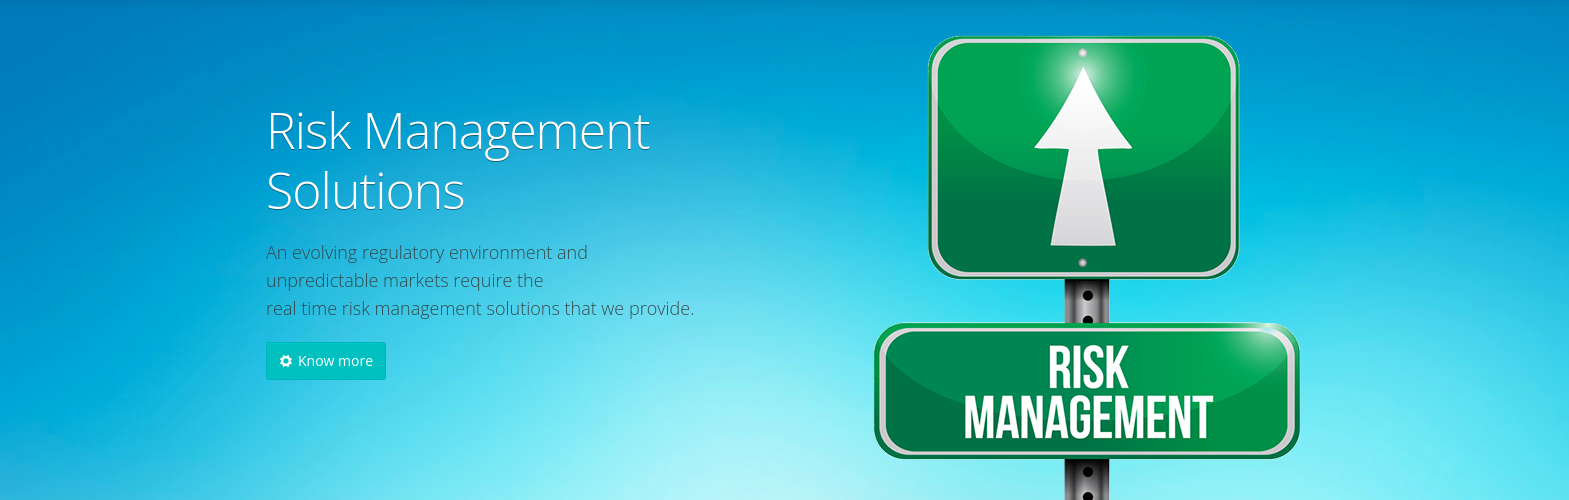 Risk Management
Solutions
An evolving regulatory environment and
unpredictable markets require the
real time risk management solutions that we provide.
Know more
RISK
MANAGEMENT